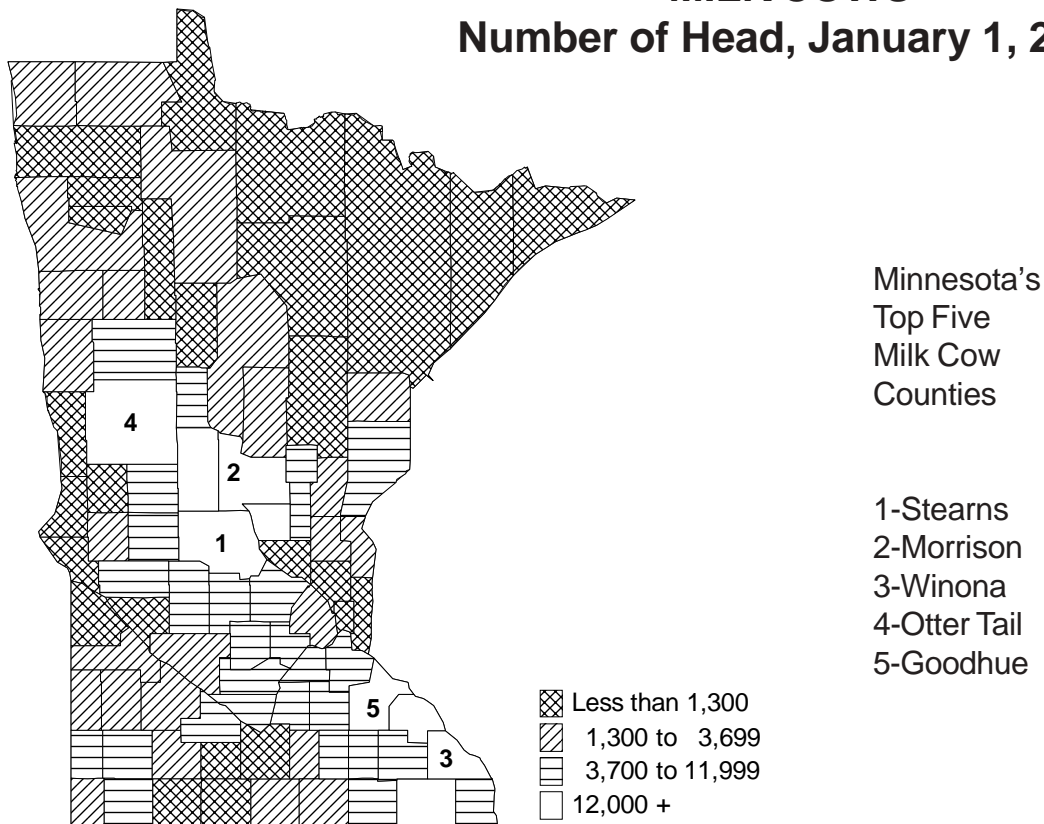 Number of Head, January 1, 2
Minnesota's
Top Five
Milk Cow
Counties
1-Stearns
2-Morrison
3-Winona
4-Otter Tail
5-Goodhue
4
2
1
5
3
Less than 1,300
1,300 to 3,699
3,700 to 11,999
12,000 +